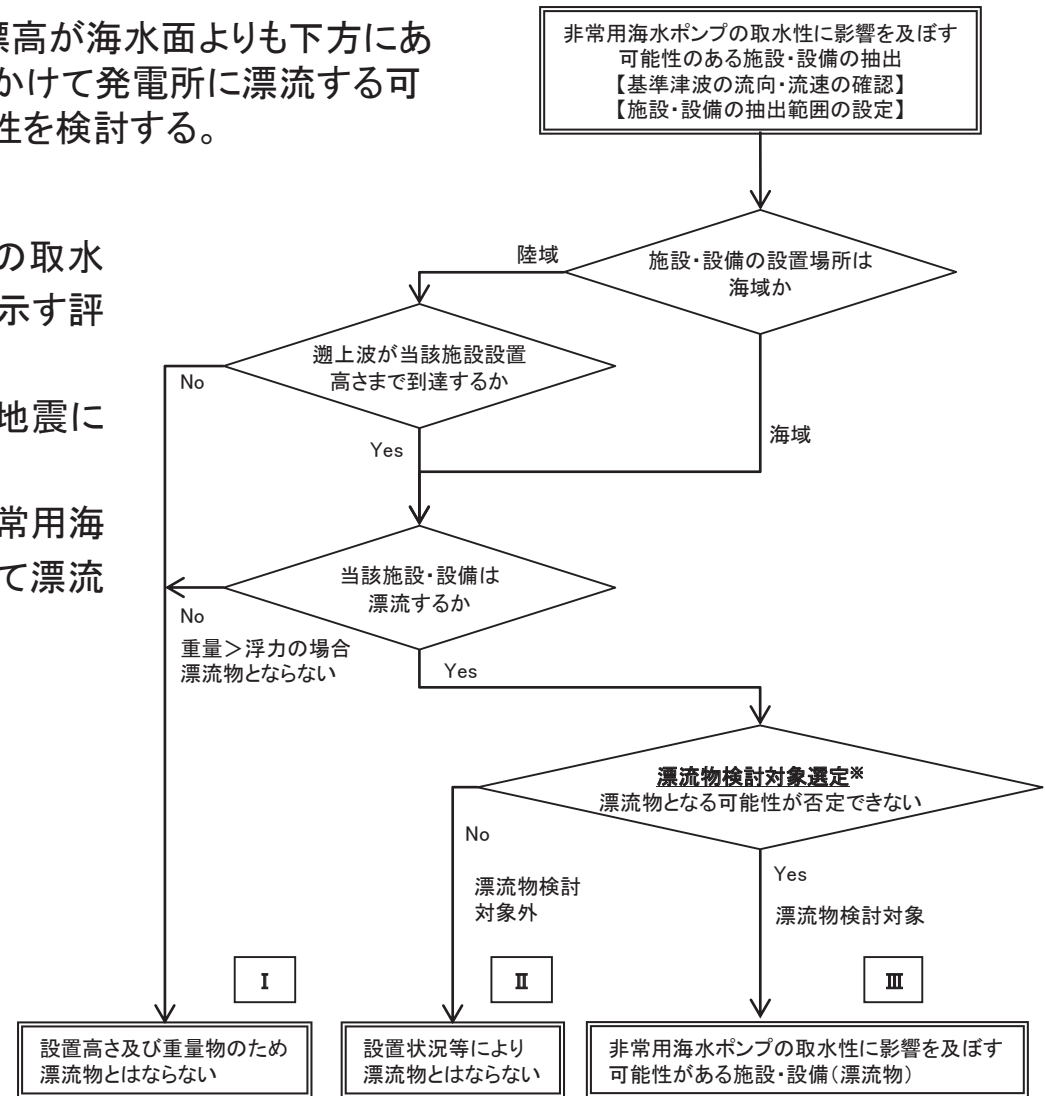 票高が海水面よりも下方にあ
かけて発電所に漂流する可
性を検討する。
の取水
示す評
地震に
常用海
て漂流
非常用海水ポンプの取水性に影響を及ぼす
可能性のある施設・設備の抽出
【基準津波の流向・流速の確認】
【施設・設備の抽出範囲の設定】
施設・設備の設置場所は
海域か
陸域
遡上波が当該施設設置
高さまで到達するか
No
Yes
海域
当該施設・設備は
漂流するか
No
重量＞浮力の場合
漂流物とならない
Yes
漂流物検討対象選定※
漂流物となる可能性が否定できない
No
漂流物検討
対象外
Yes
漂流物検討対象
Ⅰ
Ⅱ
Ⅲ
設置高さ及び重量物のため
漂流物とはならない
設置状況等により
漂流物とはならない
非常用海水ポンプの取水性に影響を及ぼす
可能性がある施設・設備（漂流物）